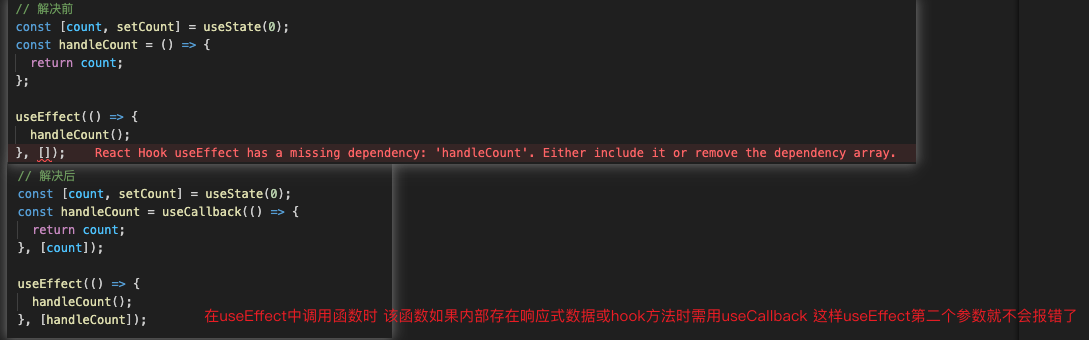 // 解决前
const [count, setCount] = useState(0);
const handleCount = () => {
  return count;
};
useEffect(() => {
  handleCount();
}, []);    React Hook useEffect has a missing dependency: 'handleCount'. Either include it or remove the dependency array.
// 解决后
const [count, setCount] = useState(0);
const handleCount = useCallback(() => {
  return count;
}, [count]);
useEffect(() => {
  handleCount();
}, [handleCount]);
在useEffect中调用函数时 该函数如果内部存在响应式数据或hook方法时需用useCallback 这样useEffect第二个参数就不会报错了